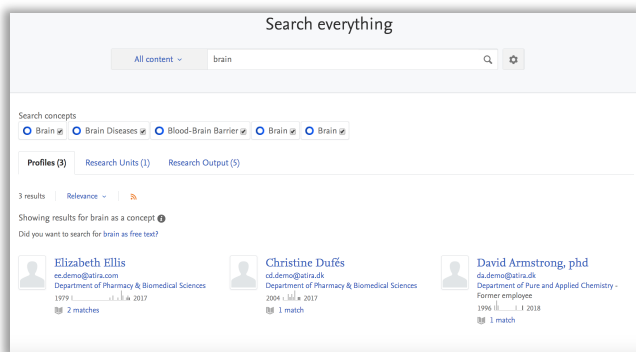 Search everything
All content
brain
Search concepts
Brain
Brain Diseases
Blood-Brain Barrier
Brain
Brain
Profiles (3)
Research Units (1)
Research Output (5)
3 results
Relevance
Showing results for brain as a concept
Did you want to search for brain as free text?
Elizabeth Ellis
ee.demo@atira.com
Department of Pharmacy & Biomedical Sciences
1979 2017
2 matches
Christine Dufés
cd.demo@atira.dk
Department of Pharmacy & Biomedical Sciences
2004 2017
1 match
David Armstrong, phd
da.demo@atira.dk
Department of Pure and Applied Chemistry -
Former employee
1996 2018
1 match